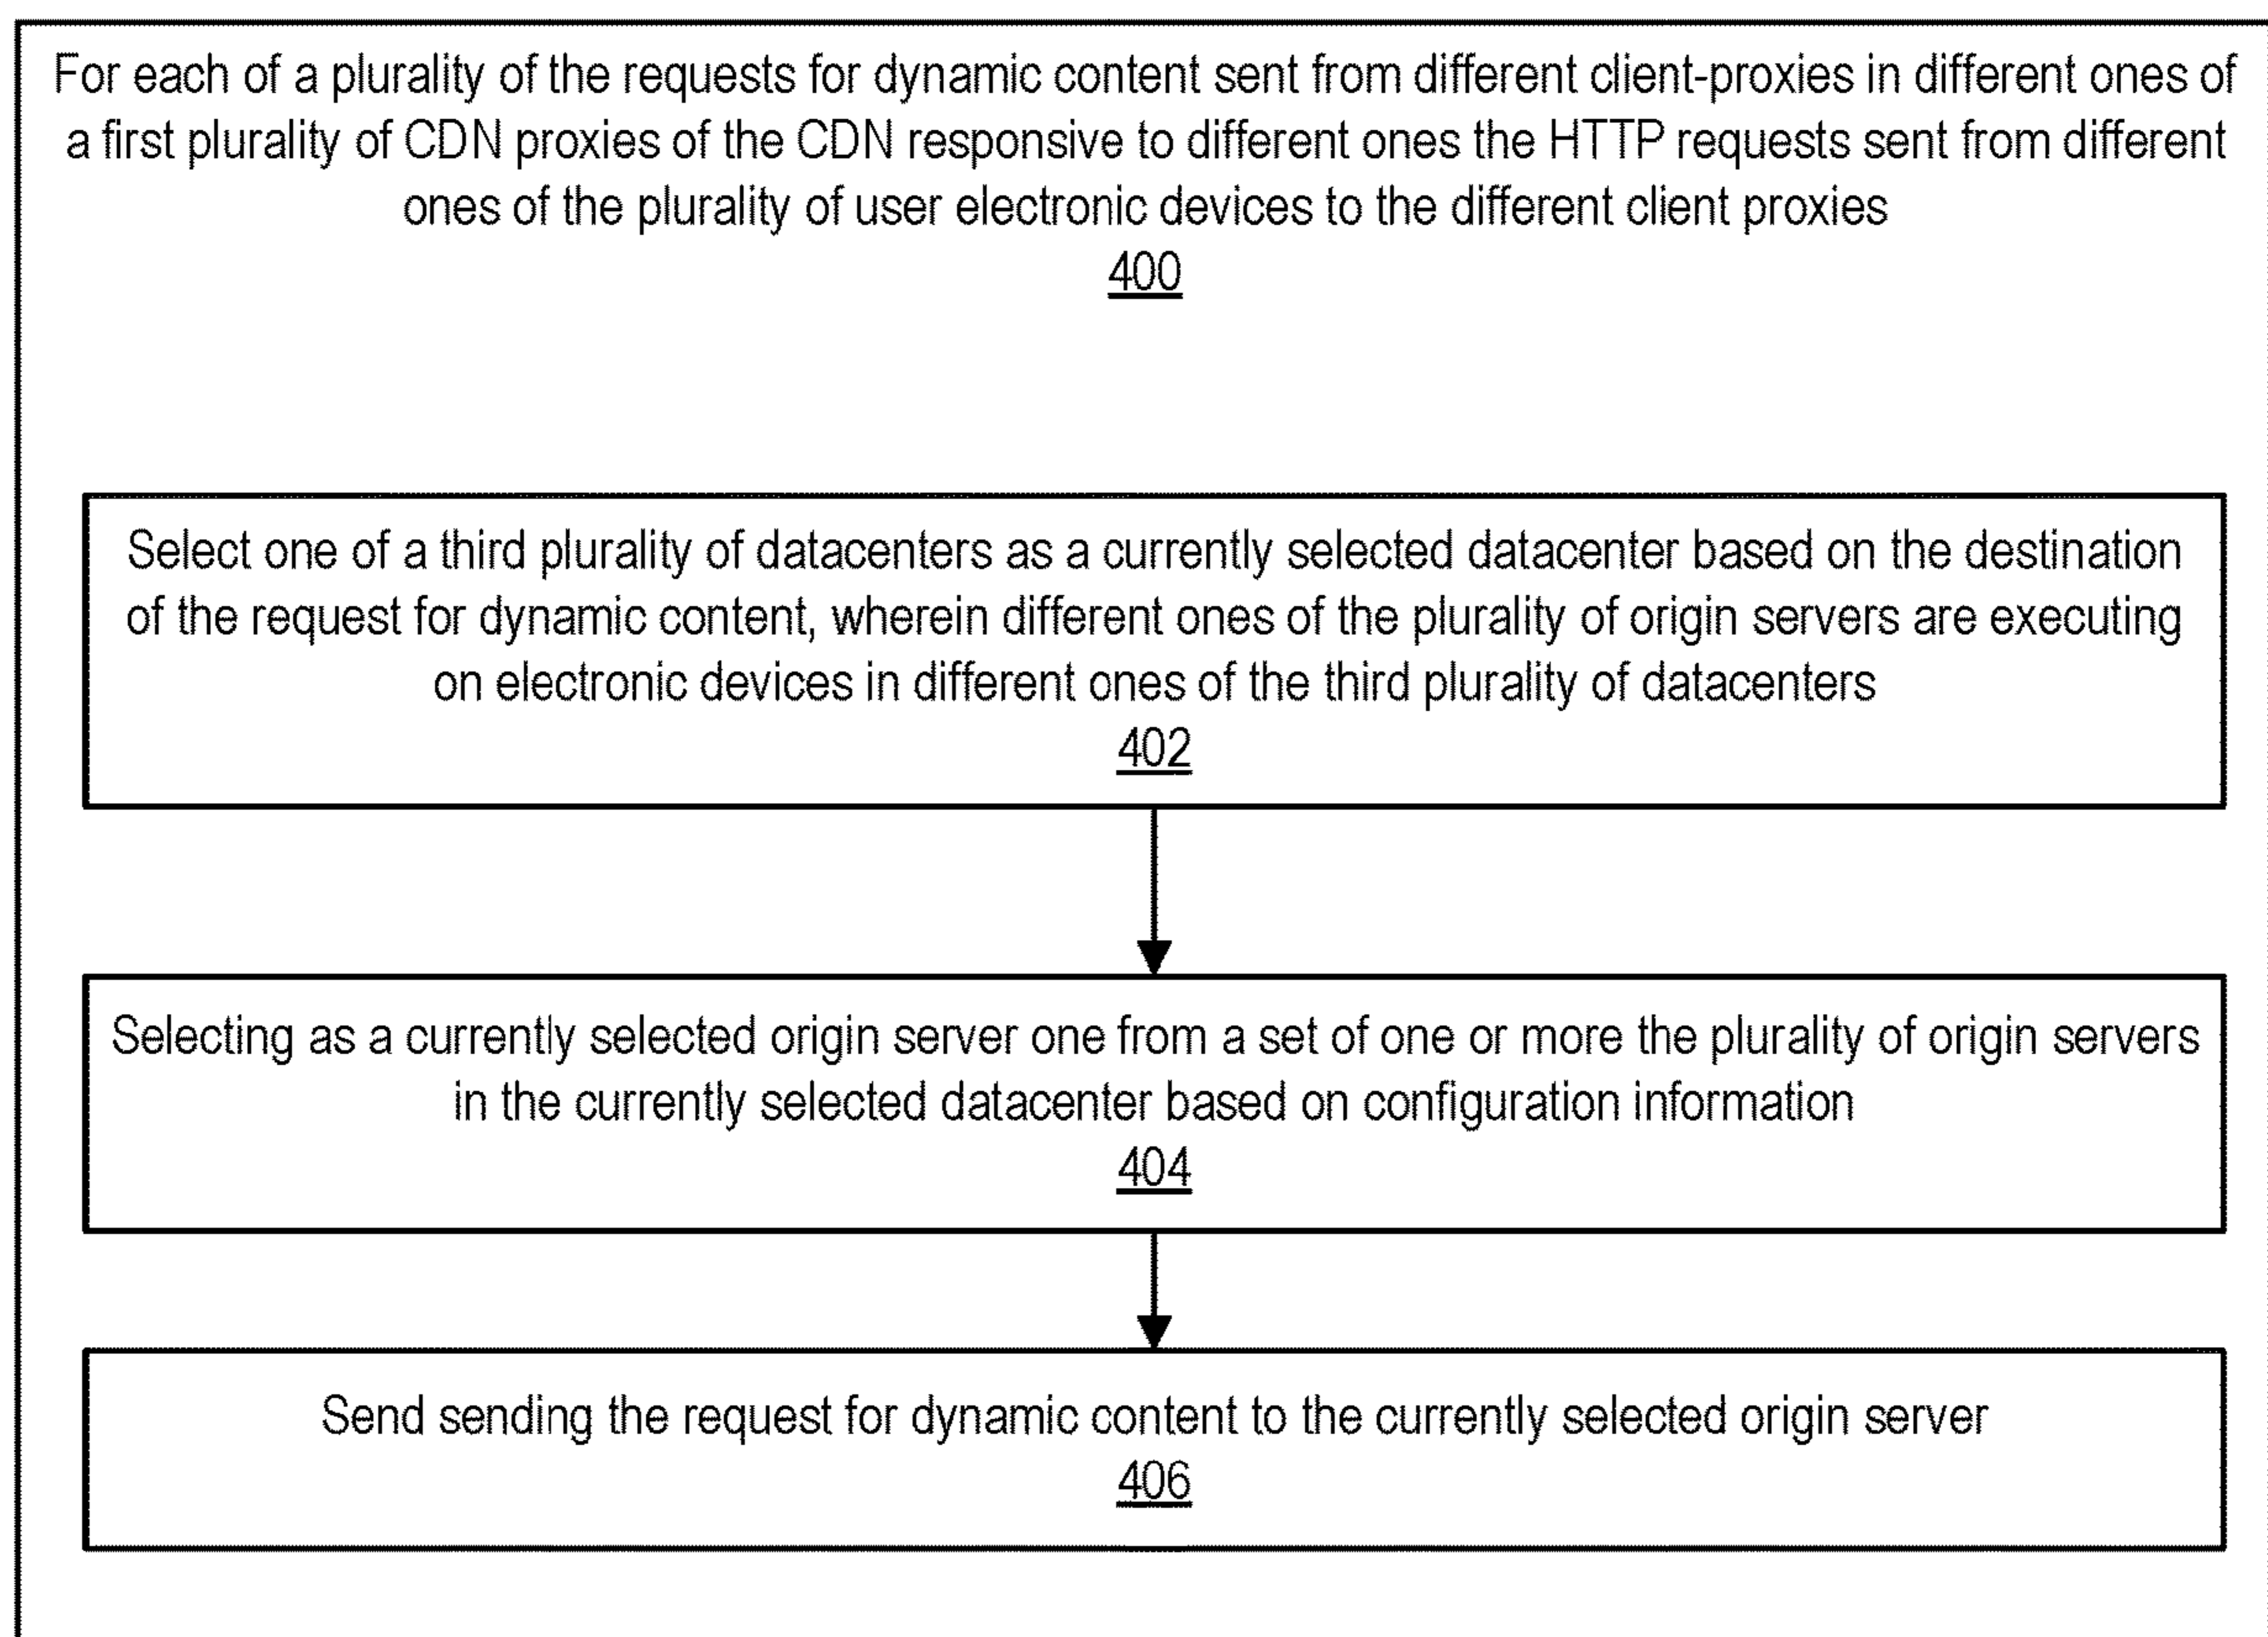 For each of a plurality of the requests for dynamic content sent from different client-proxies in different ones of
a first plurality of CDN proxies of the CDN responsive to different ones the HTTP requests sent from different
ones of the plurality of user electronic devices to the different client proxies
400
Select one of a third plurality of datacenters as a currently selected datacenter based on the destination
of the request for dynamic content, wherein different ones of the plurality of origin servers are executing
on electronic devices in different ones of the third plurality of datacenters
402
Selecting as a currently selected origin server one from a set of one or more the plurality of origin servers
in the currently selected datacenter based on configuration information
404
Send sending the request for dynamic content to the currently selected origin server
406